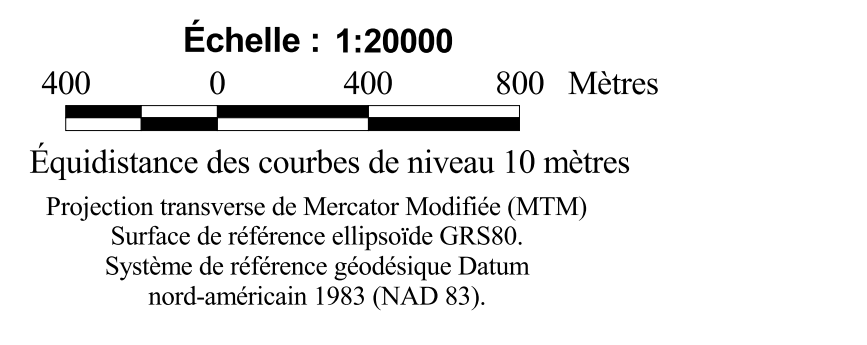 Échelle : 1:20000
400 0 400 800 Mètres
Équidistance des courbes de niveau 10 mètres
Projection transverse de Mercator Modifiée (MTM)
Surface de référence ellipsoïde GRS80.
Système de référence géodésique Datum
nord-américain 1983 (NAD 83).